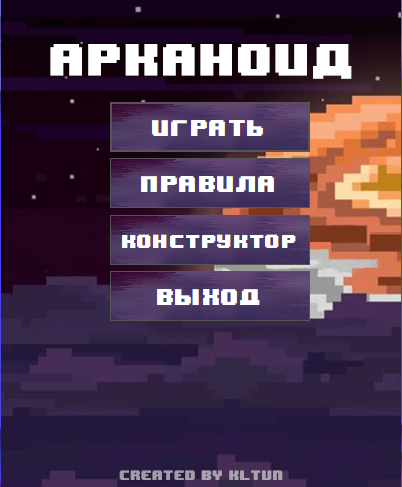 АРКАНОИД
ИГРАТЬ
ПРАВИЛА
КОНСТРУКТОР
ВЫХОД
CREATED BY KLTUN